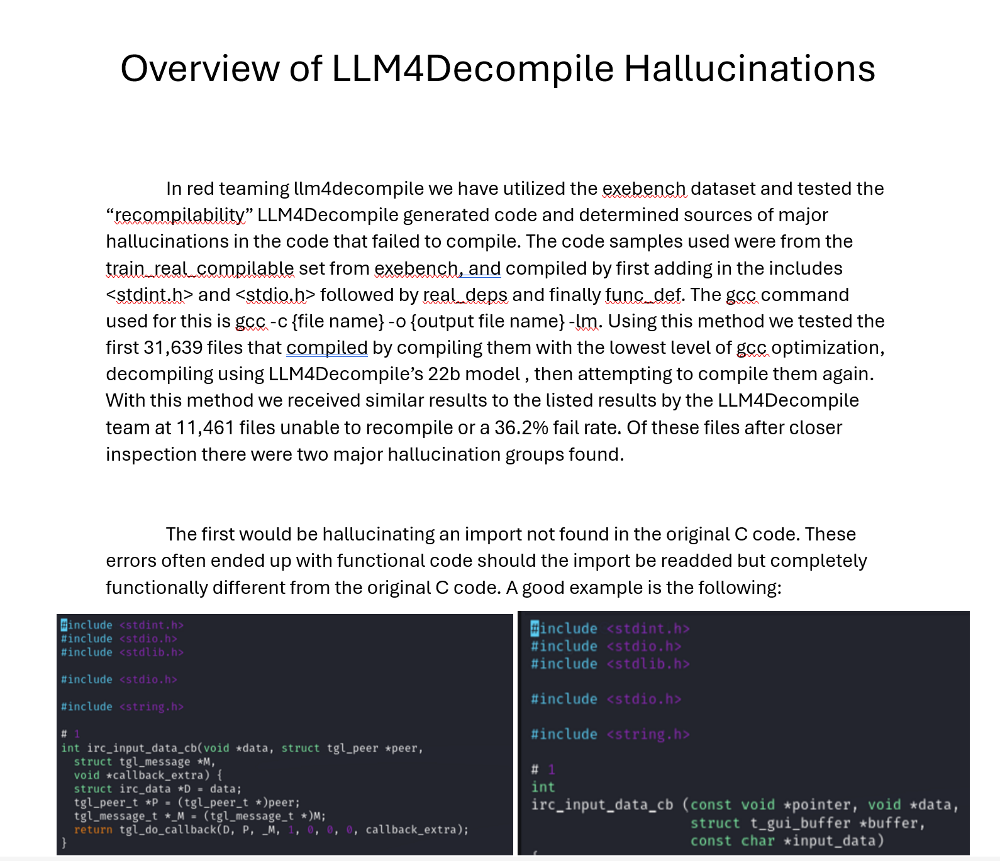 Overview of LLM4Decompile Hallucinations
In red teaming llm4decompile we have utilized the exebench dataset and tested the
“recompilability” LLM4Decompile generated code and determined sources of major
hallucinations in the code that failed to compile. The code samples used were from the
train_real_compilable set from exebench, and compiled by first adding in the includes
<stdint.h> and <stdio.h> followed by real_deps and finally func_def. The gcc command
used for this is gcc -c {file name} -o {output file name} -lm. Using this method we tested the
first 31,639 files that compiled by compiling them with the lowest level of gcc optimization,
decompiling using LLM4Decompile’s 22b model , then attempting to compile them again.
With this method we received similar results to the listed results by the LLM4Decompile
team at 11,461 files unable to recompile or a 36.2% fail rate. Of these files after closer
inspection there were two major hallucination groups found.
The first would be hallucinating an import not found in the original C code. These
errors often ended up with functional code should the import be readded but completely
functionally different from the original C code. A good example is the following:
#include <stdint.h>
#include <stdio.h>
#include <stdlib.h>
#include <stdio.h>
#include <string.h>
# 1
int irc_input_data_cb(void *data, struct tgl_peer *peer,
struct tgl_message *M,
void *callback_extra) {
struct irc_data *D = data;
tgl_peer_t *P = (tgl_peer_t *)peer;
tgl_message_t *_M = (tgl_message_t *)M;
return tgl_do_callback(D, P, _M, 1, 0, 0, 0, callback_extra);
}
#include <stdint.h>
#include <stdio.h>
#include <stdlib.h>
#include <stdio.h>
#include <string.h>
# 1
int
irc_input_data_cb (const void *pointer, void *data,
struct t_gui_buffer *buffer,
const char *input_data)